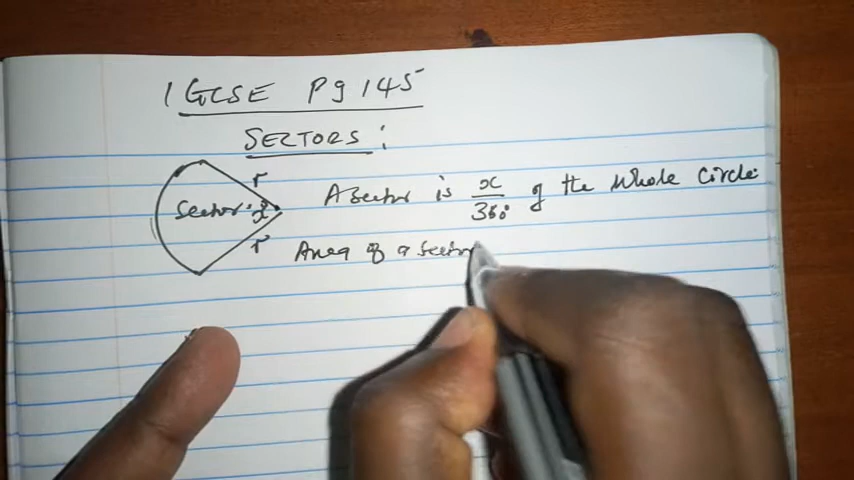 IGCSE Pg 145
SECTORS:
r
Sector. x
r
A Sector is x/360° of the Whole Circle.
Area of a Sector